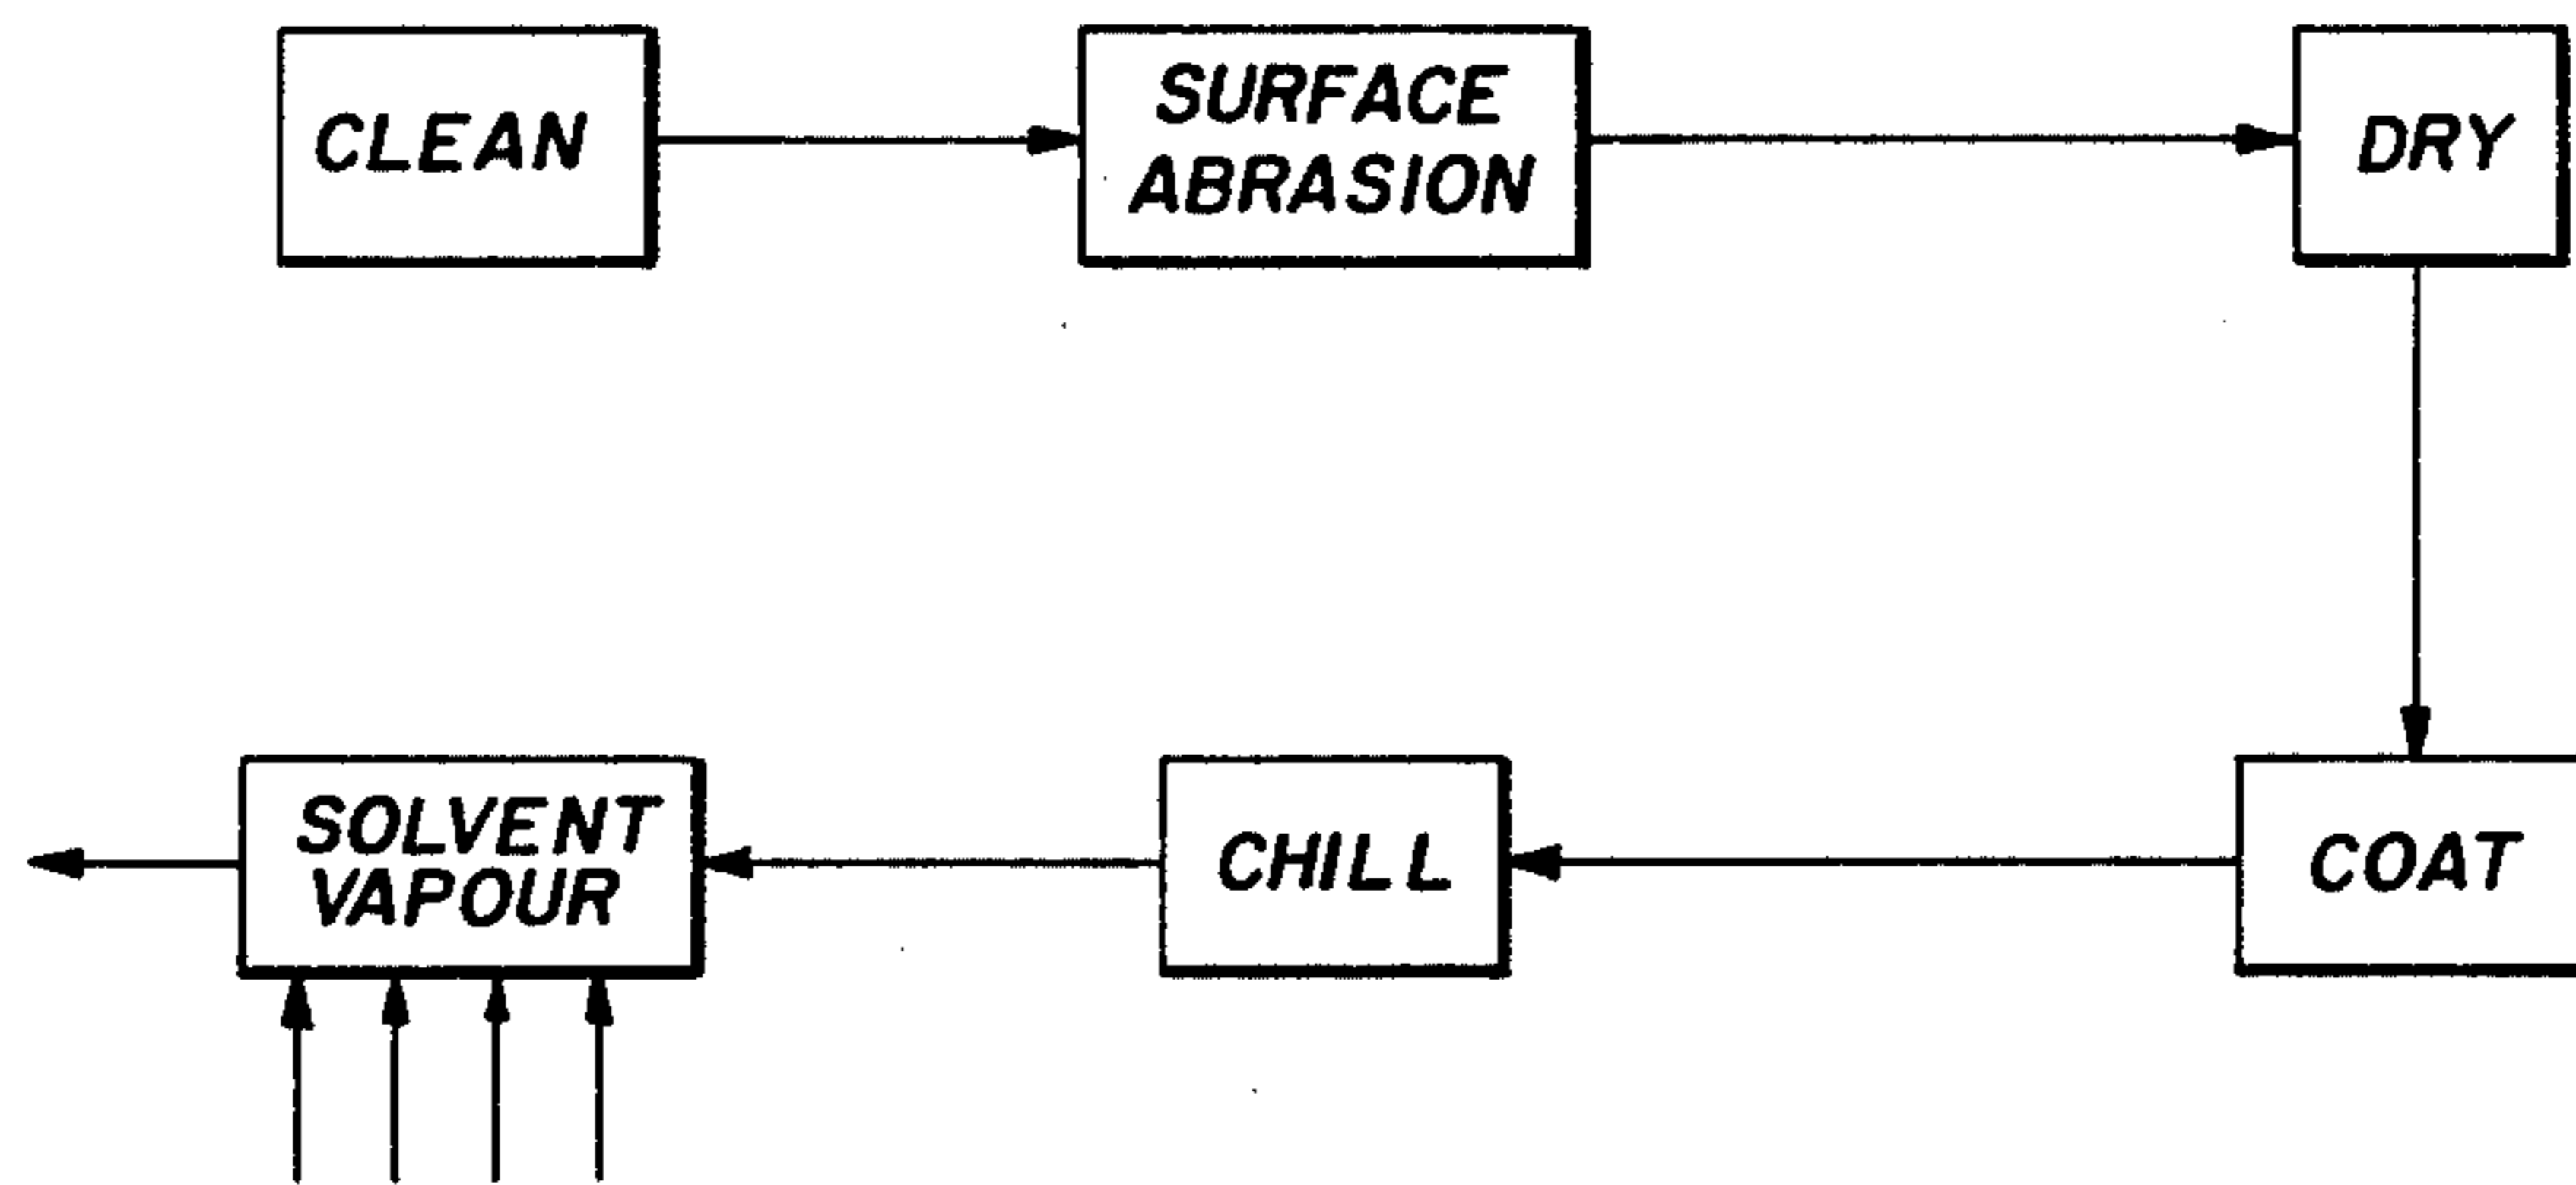 CLEAN
SURFACE
ABRASION
DRY
SOLVENT
VAPOUR
CHILL
COAT